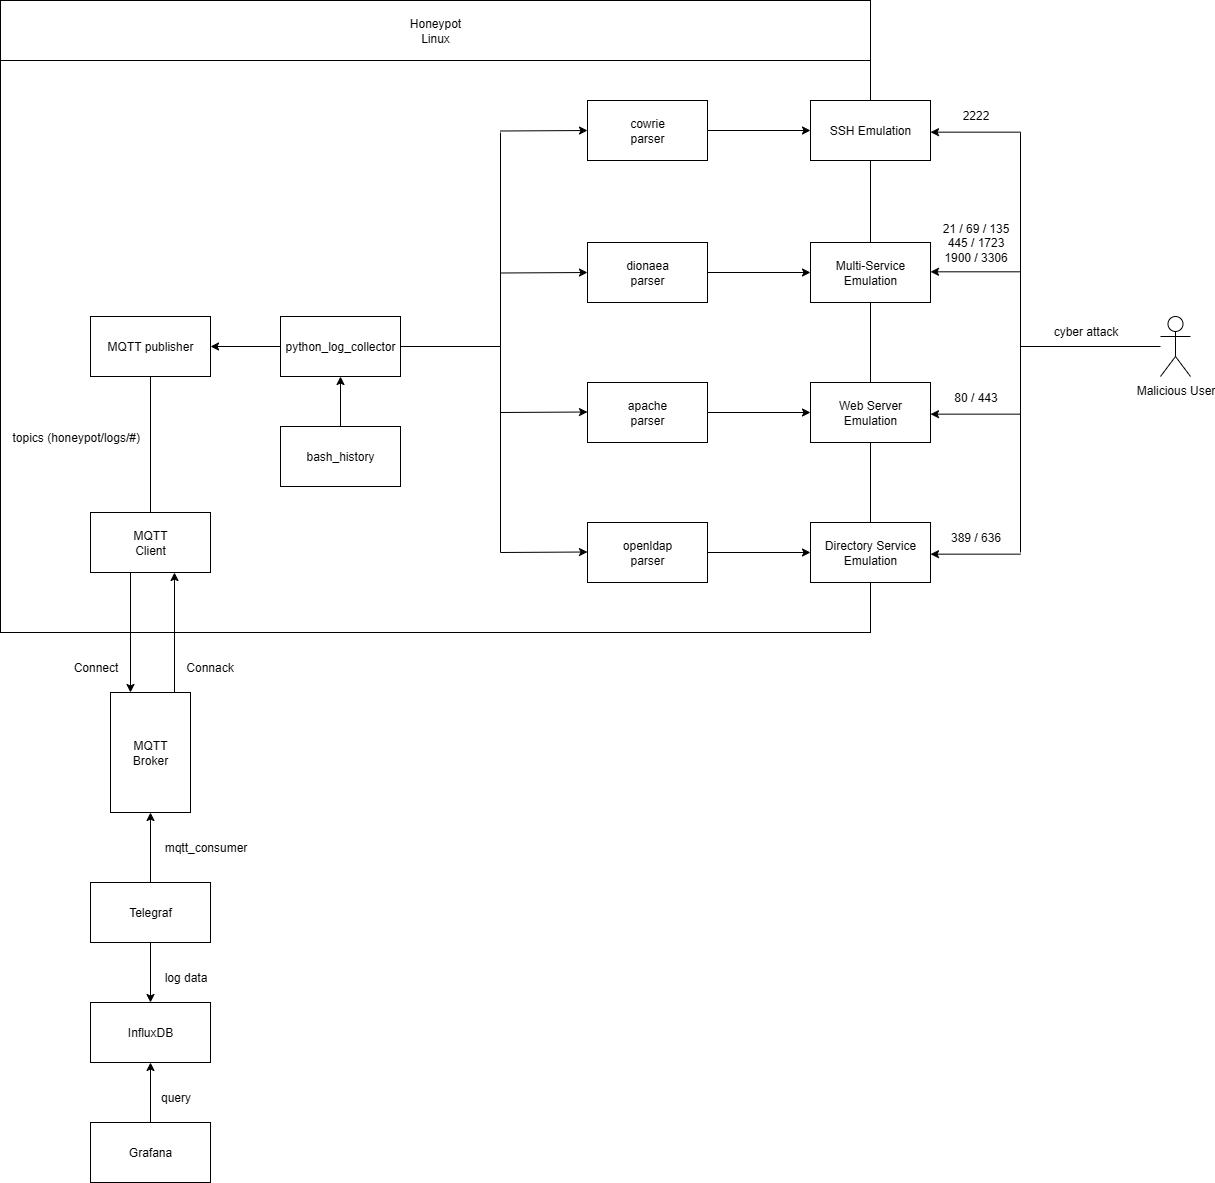 Honeypot
Linux
cowrie
parser
SSH Emulation
2222
dionaea
parser
Multi-Service
Emulation
21 / 69 / 135
445 / 1723
1900 / 3306
MQTT publisher
python_log_collector
cyber attack
Malicious User
apache
parser
Web Server
Emulation
80 / 443
topics (honeypot/logs/#)
bash_history
MQTT
Client
openldap
parser
Directory Service
Emulation
389 / 636
Connect
Connack
MQTT
Broker
mqtt_consumer
Telegraf
log data
InfluxDB
query
Grafana